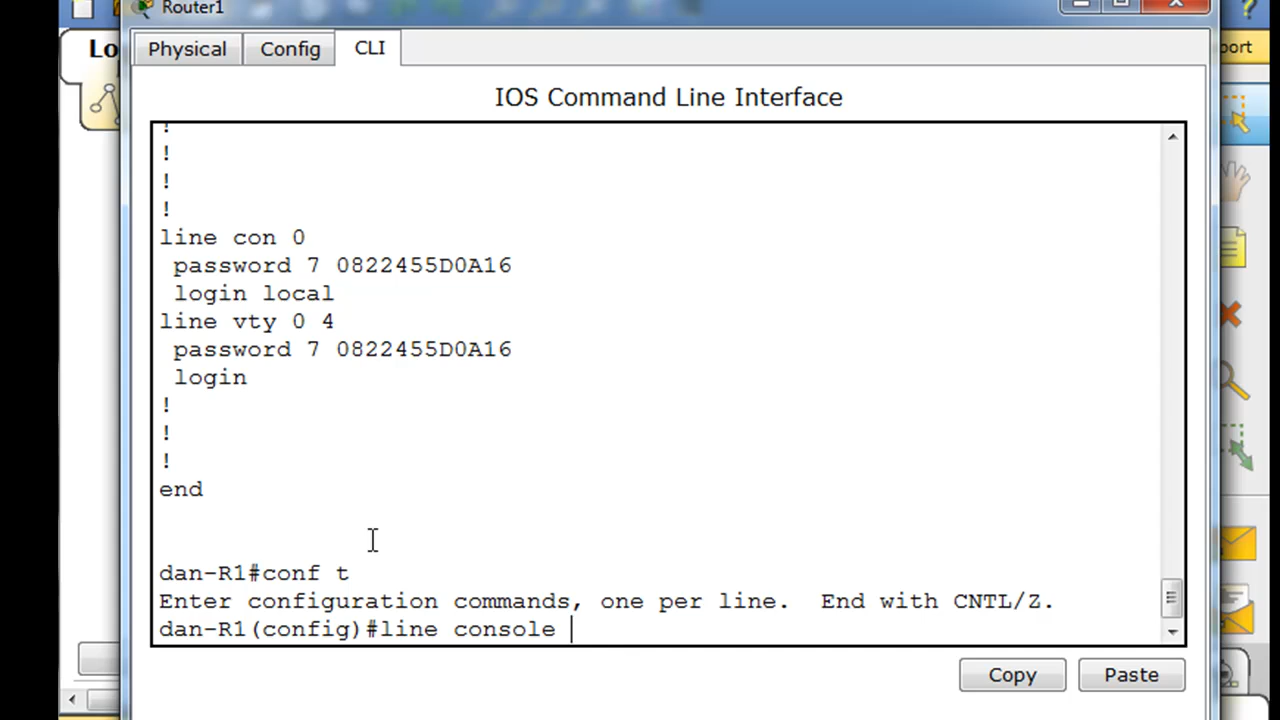 Router1
Lo
?
port
Physical
Config
CLI
IOS Command Line Interface
!
!
!
!
line con 0
password 7 0822455D0A16
login local
line vty 0 4
password 7 0822455D0A16
login
!
!
!
end
dan-R1#conf t
Enter configuration commands, one per line.  End with CNTL/Z.
dan-R1(config)#line console
Copy
Paste